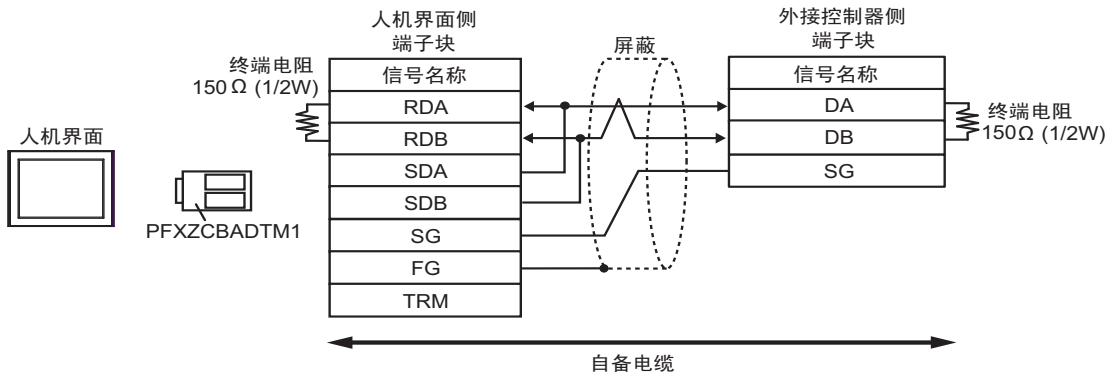 人机界面
PFXZCBADTM1
终端电阻
150Ω (1/2W)
人机界面侧
端子块
信号名称
RDA
RDB
SDA
SDB
SG
FG
TRM
屏蔽
外接控制器侧
端子块
信号名称
DA
DB
SG
终端电阻
150Ω (1/2W)
自备电缆